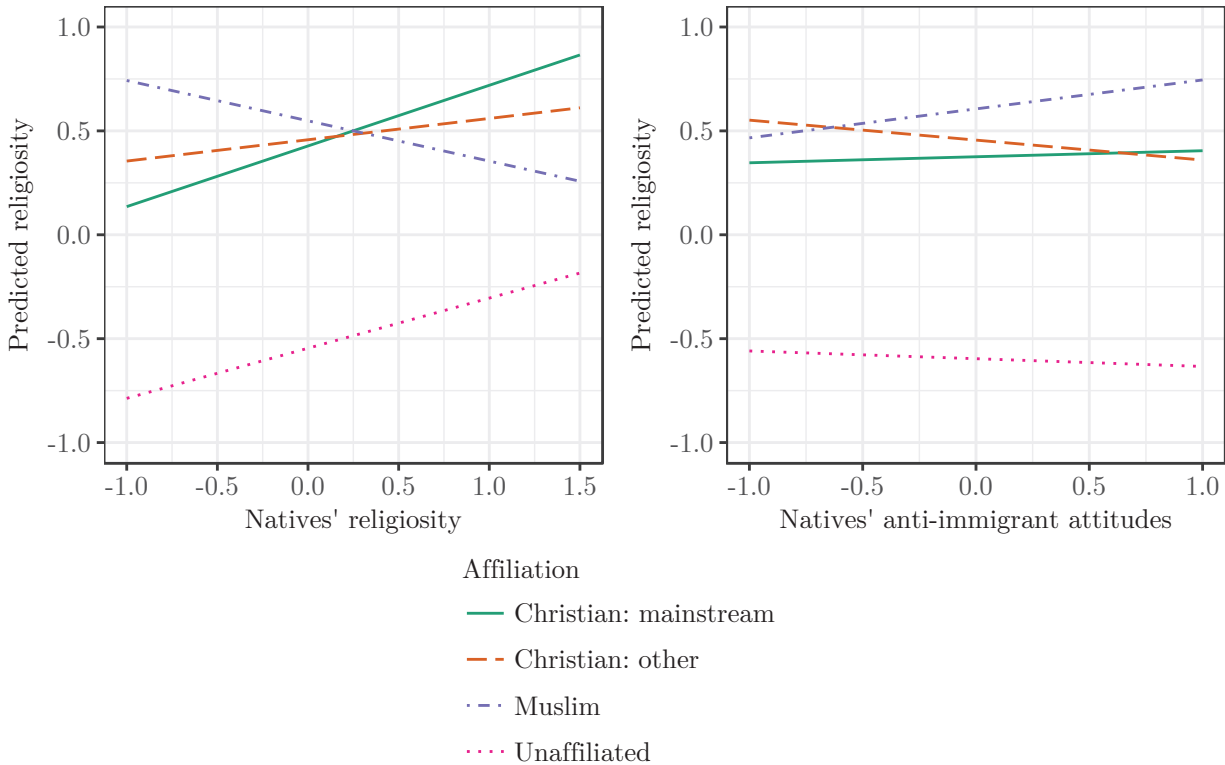 1.0
0.5
0.0
-0.5
-1.0
Predicted religiosity
-1.0 -0.5 0.0 0.5 1.0 1.5
Natives' religiosity
1.0
0.5
0.0
-0.5
-1.0
Predicted religiosity
-1.0 -0.5 0.0 0.5 1.0
Natives' anti-immigrant attitudes
Affiliation
Christian: mainstream
Christian: other
Muslim
Unaffiliated